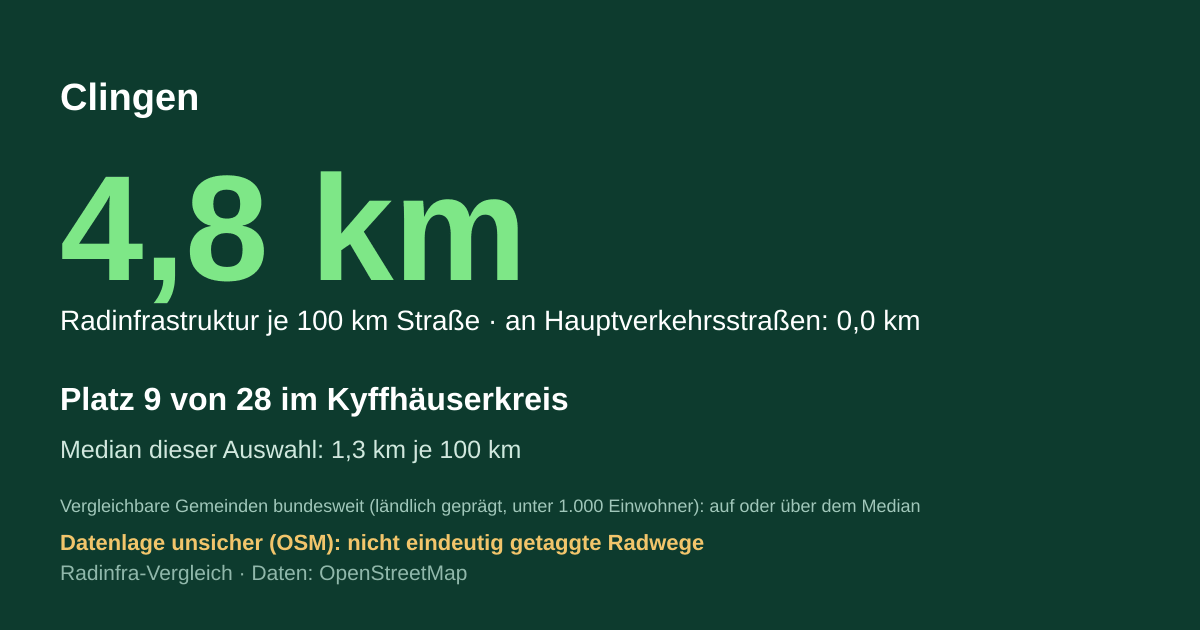 Clingen
4,8 km
Radinfrastruktur je 100 km Straße · an Hauptverkehrsstraßen: 0,0 km
Platz 9 von 28 im Kyffhäuserkreis
Median dieser Auswahl: 1,3 km je 100 km
Vergleichbare Gemeinden bundesweit (ländlich geprägt, unter 1.000 Einwohner): auf oder über dem Median
Datenlage unsicher (OSM): nicht eindeutig getaggte Radwege
Radinfra-Vergleich · Daten: OpenStreetMap